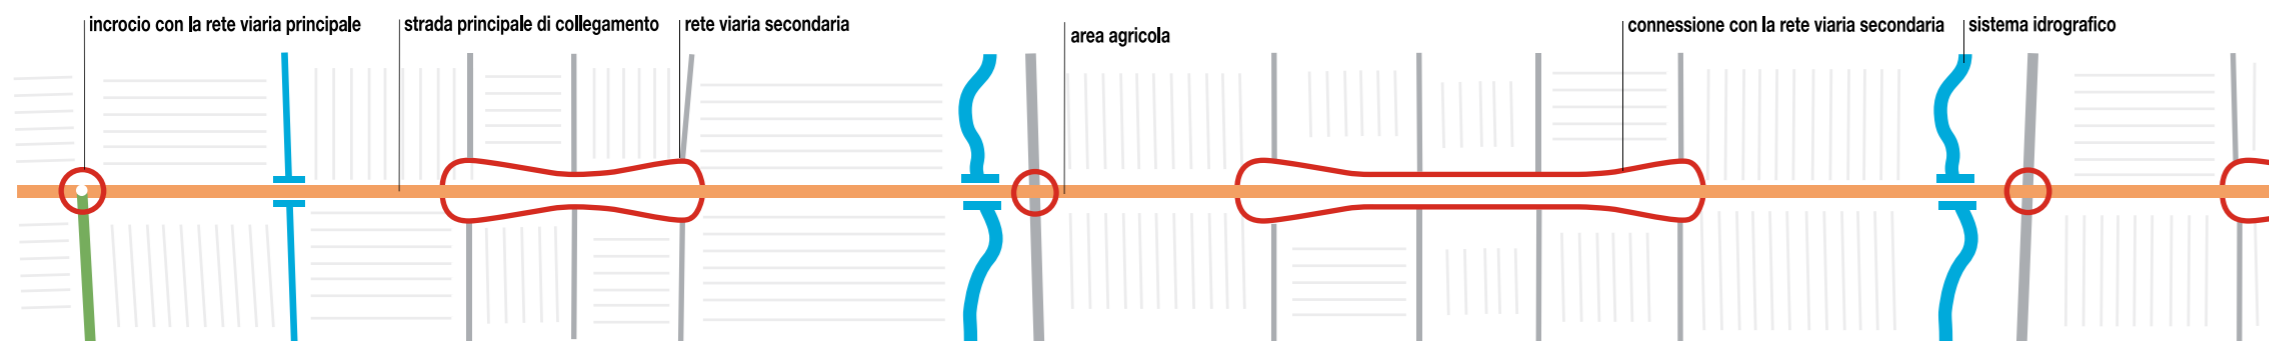 incrocio con la rete viaria principale
strada principale di collegamento
rete viaria secondaria
area agricola
connessione con la rete viaria secondaria
sistema idrografico